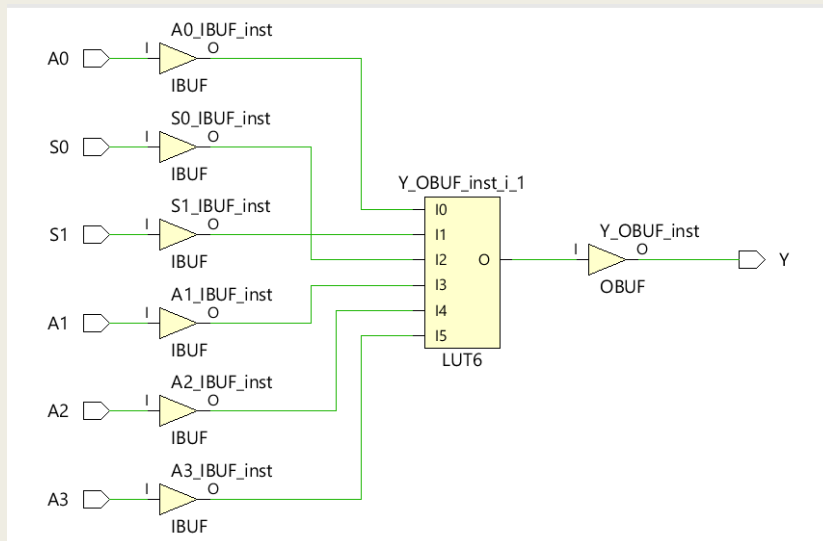 A0_IBUF_inst
A0 I O
IBUF
S0_IBUF_inst
S0 I O
IBUF
Y_OBUF_inst_i_1
S1_IBUF_inst
S1 I O
IBUF
I0
I1
I2 O
I3
I4
I5
LUT6
Y_OBUF_inst
I O Y
OBUF
A1_IBUF_inst
A1 I O
IBUF
A2_IBUF_inst
A2 I O
IBUF
A3_IBUF_inst
A3 I O
IBUF